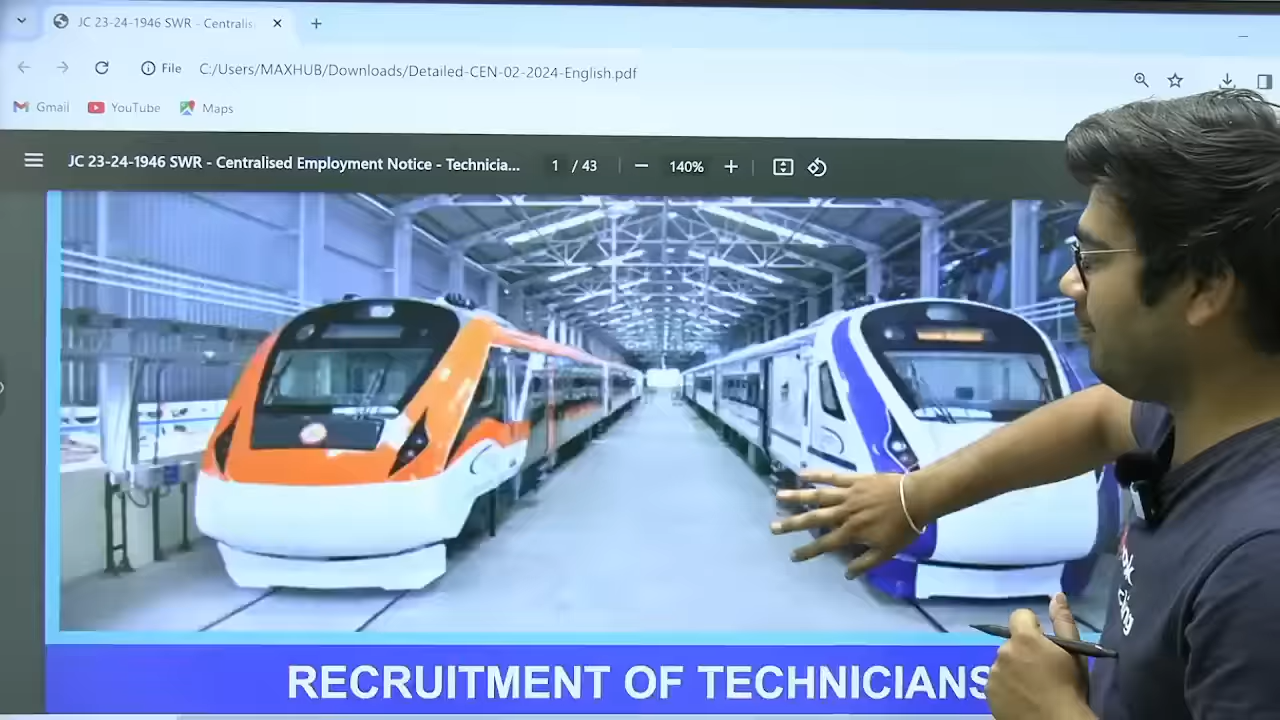 JC 23-24-1946 SWR - Centralis
File C:/Users/MAXHUB/Downloads/Detailed-CEN-02-2024-English.pdf
Gmail YouTube Maps
JC 23-24-1946 SWR - Centralised Employment Notice - Technicia... 1 / 43 140%
RECRUITMENT OF TECHNICIANS